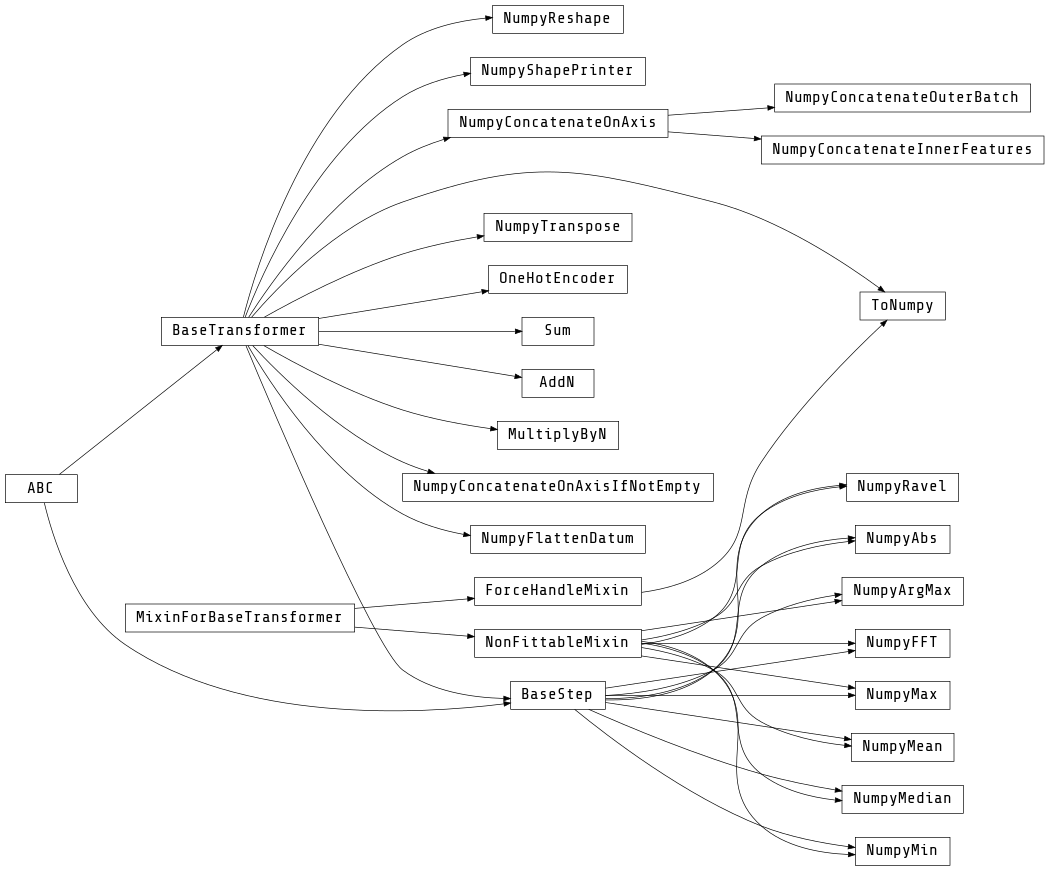 NumpyReshape
NumpyShapePrinter
NumpyConcatenateOuterBatch
NumpyConcatenateOnAxis
NumpyConcatenateInnerFeatures
NumpyTranspose
OneHotEncoder
ToNumpy
BaseTransformer
Sum
AddN
MultiplyByN
ABC
NumpyConcatenateOnAxisIfNotEmpty
NumpyRavel
NumpyFlattenDatum
NumpyAbs
ForceHandleMixin
NumpyArgMax
MixinForBaseTransformer
NonFittableMixin
NumpyFFT
BaseStep
NumpyMax
NumpyMean
NumpyMedian
NumpyMin